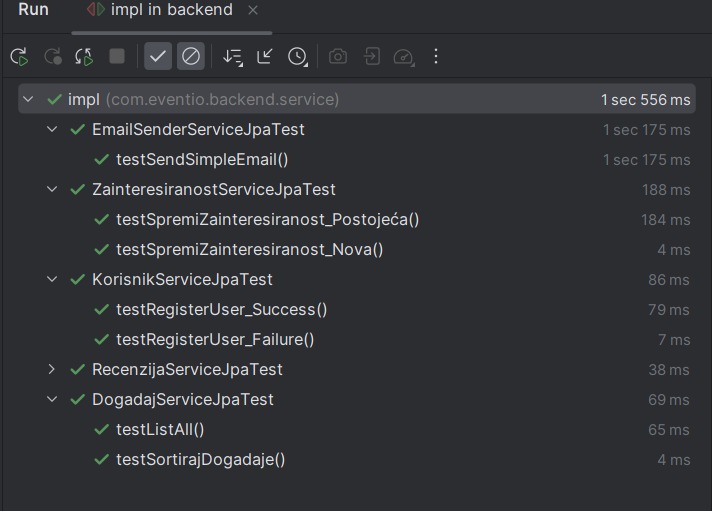 Run impl in backend
impl (com.eventio.backend.service) 1 sec 556 ms
EmailSenderServiceJpaTest 1 sec 175 ms
testSendSimpleEmail() 1 sec 175 ms
ZainteresiranostServiceJpaTest 188 ms
testSpremiZainteresiranost_Postojeća() 184 ms
testSpremiZainteresiranost_Nova() 4 ms
KorisnikServiceJpaTest 86 ms
testRegisterUser_Success() 79 ms
testRegisterUser_Failure() 7 ms
RecenzijaServiceJpaTest 38 ms
DogadajServiceJpaTest 69 ms
testListAll() 65 ms
testSortirajDogadaje() 4 ms